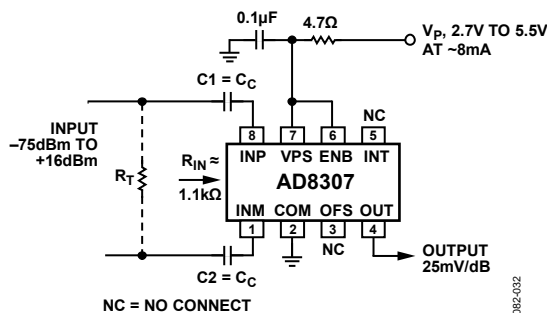 0.1µF
4.7Ω
VP, 2.7V TO 5.5V
AT ~8mA
C1 = CC
NC
INPUT
–75dBm TO
+16dBm
8
7
6
5
INP
VPS
ENB
INT
RT
RIN ≈
1.1kΩ
AD8307
INM
COM
OFS
OUT
1
2
3
4
NC
OUTPUT
25mV/dB
C2 = CC
NC = NO CONNECT
082-032